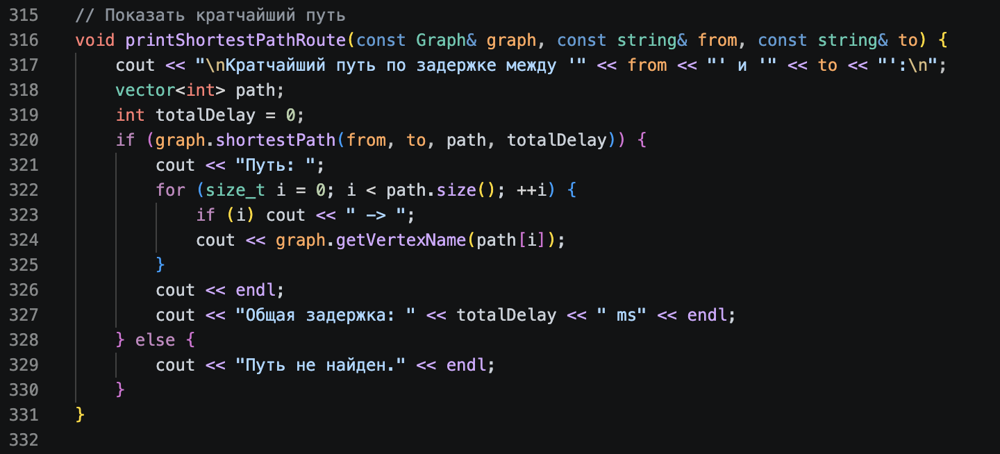 315 // Показать кратчайший путь
316 void printShortestPathRoute(const Graph& graph, const string& from, const string& to) {
317     cout << "\nКратчайший путь по задержке между '" << from << "' и '" << to << "':\n";
318     vector<int> path;
319     int totalDelay = 0;
320     if (graph.shortestPath(from, to, path, totalDelay)) {
321         cout << "Путь: ";
322         for (size_t i = 0; i < path.size(); ++i) {
323             if (i) cout << " -> ";
324             cout << graph.getVertexName(path[i]);
325         }
326         cout << endl;
327         cout << "Общая задержка: " << totalDelay << " ms" << endl;
328     } else {
329         cout << "Путь не найден." << endl;
330     }
331 }
332